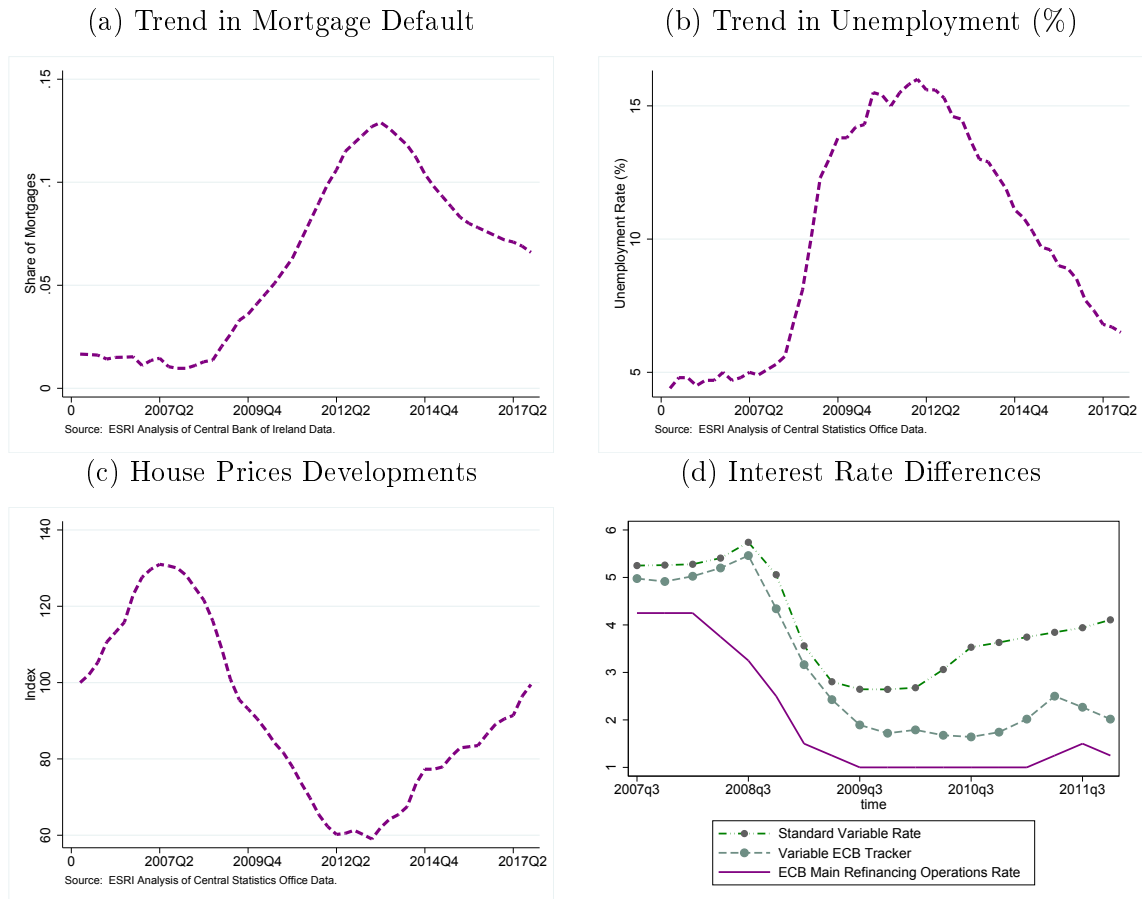 (a) Trend in Mortgage Default
Share of Mortgages
.15
.1
.05
0
0 2007Q2 2009Q4 2012Q2 2014Q4 2017Q2
Source: ESRI Analysis of Central Bank of Ireland Data.
(b) Trend in Unemployment (%)
Unemployment Rate (%)
15
10
5
0 2007Q2 2009Q4 2012Q2 2014Q4 2017Q2
Source: ESRI Analysis of Central Statistics Office Data.
(c) House Prices Developments
Index
140
120
100
80
60
0 2007Q2 2009Q4 2012Q2 2014Q4 2017Q2
Source: ESRI Analysis of Central Statistics Office Data.
(d) Interest Rate Differences
6
5
4
3
2
1
2007q3 2008q3 2009q3 2010q3 2011q3
time
Standard Variable Rate
Variable ECB Tracker
ECB Main Refinancing Operations Rate